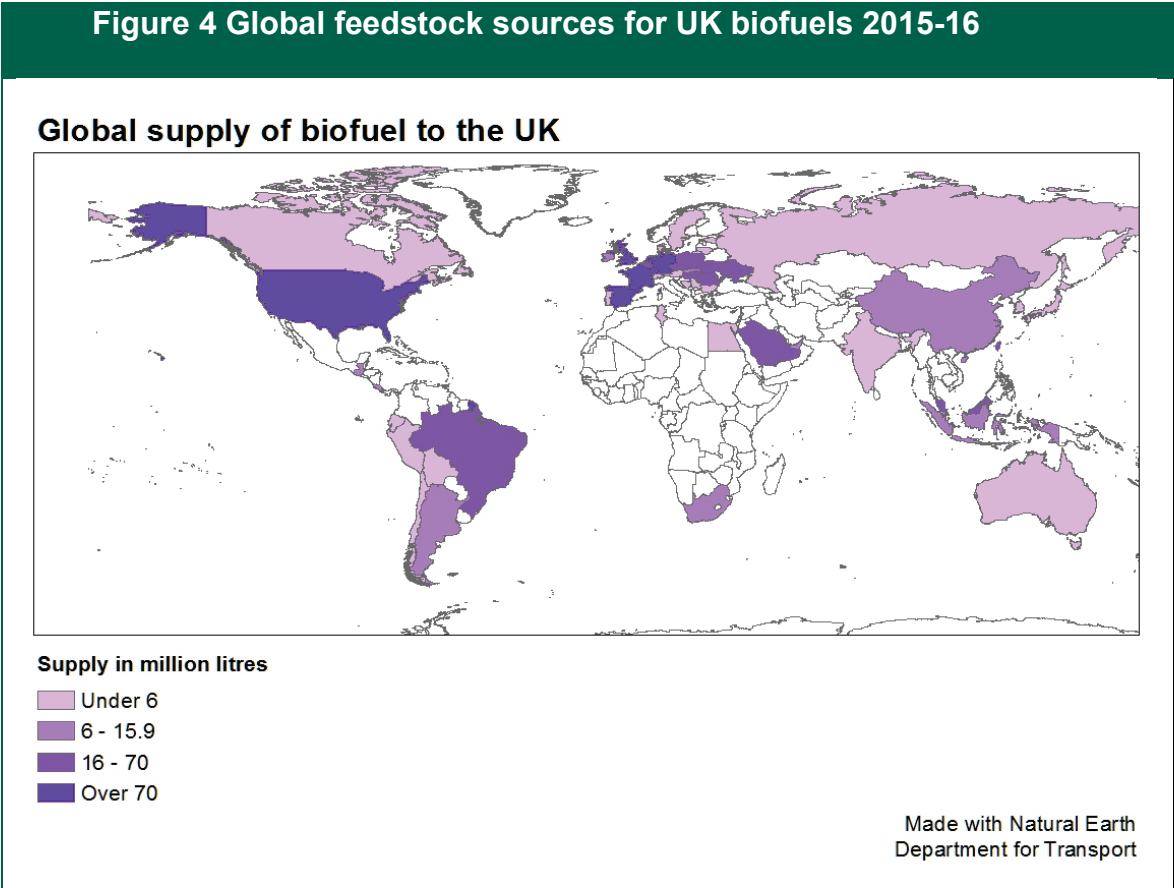 Figure 4 Global feedstock sources for UK biofuels 2015-16
Global supply of biofuel to the UK
Supply in million litres
Under 6
6 - 15.9
16 - 70
Over 70
Made with Natural Earth
Department for Transport